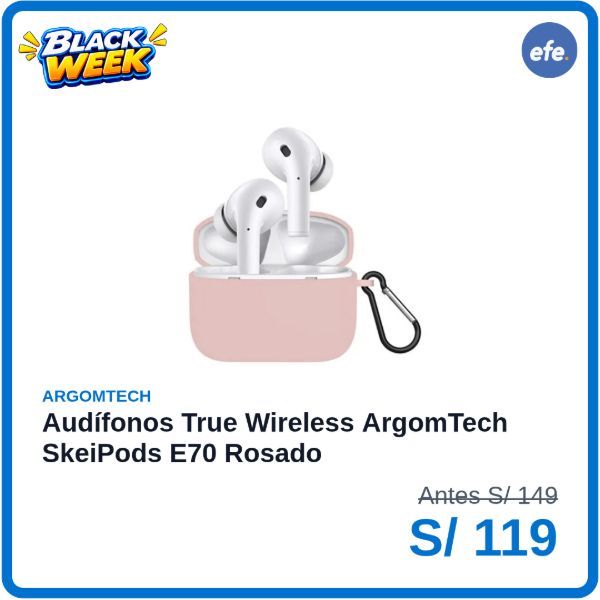 BLACK
WEEK
efe.
ARGOMTECH
Audífonos True Wireless ArgomTech
SkeiPods E70 Rosado
Antes S/ 149
S/ 119